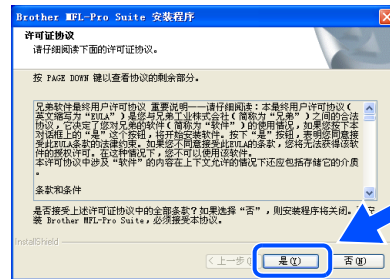 Brother MFL-Pro Suite 安装程序
许可证协议
请仔细阅读下面的许可证协议。
按 PAGE DOWN 键以查看协议的剩余部分。
兄弟软件最终用户许可协议 重要说明──请仔细阅读：本最终用户许可协议（
英文缩写为“EULA”）是您与兄弟工业株式会社（简称为“兄弟”）之间的合法
协议，它决定了您对兄弟的软件（简称为“软件”）的使用情况，如果您按下本
对话框上的“是”这个按钮，将开始安装软件。按下“是”按钮，表明您同意接
受此EULA条款的法律约束。如果您不同意接受此EULA的条款，您将无法获得该软
件的授权许可。在这种情况下，您不可以使用该软件。
本许可协议中涉及“软件”的内容在上下文允许的情况下还应包括存储它的介质
。
条款和条件
是否接受上述许可证协议中的全部条款？如果选择“否”，则安装程序将关闭。
装 Brother MFL-Pro Suite，必须接受本协议。
InstallShield
< 上一步
是(Y)
否(N)